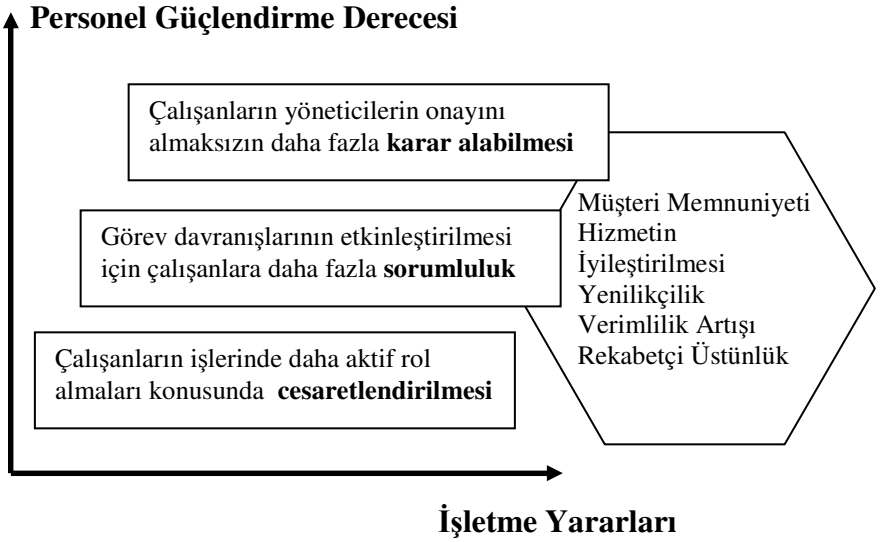 Personel Güçlendirme Derecesi
Çalışanların yöneticilerin onayını
almaksızın daha fazla karar alabilmesi
Görev davranışlarının etkinleştirilmesi
için çalışanlara daha fazla sorumluluk
Çalışanların işlerinde daha aktif rol
almaları konusunda cesaretlendirilmesi
Müşteri Memnuniyeti
Hizmetin
İyileştirilmesi
Yenilikçilik
Verimlilik Artışı
Rekabetçi Üstünlük
İşletme Yararları